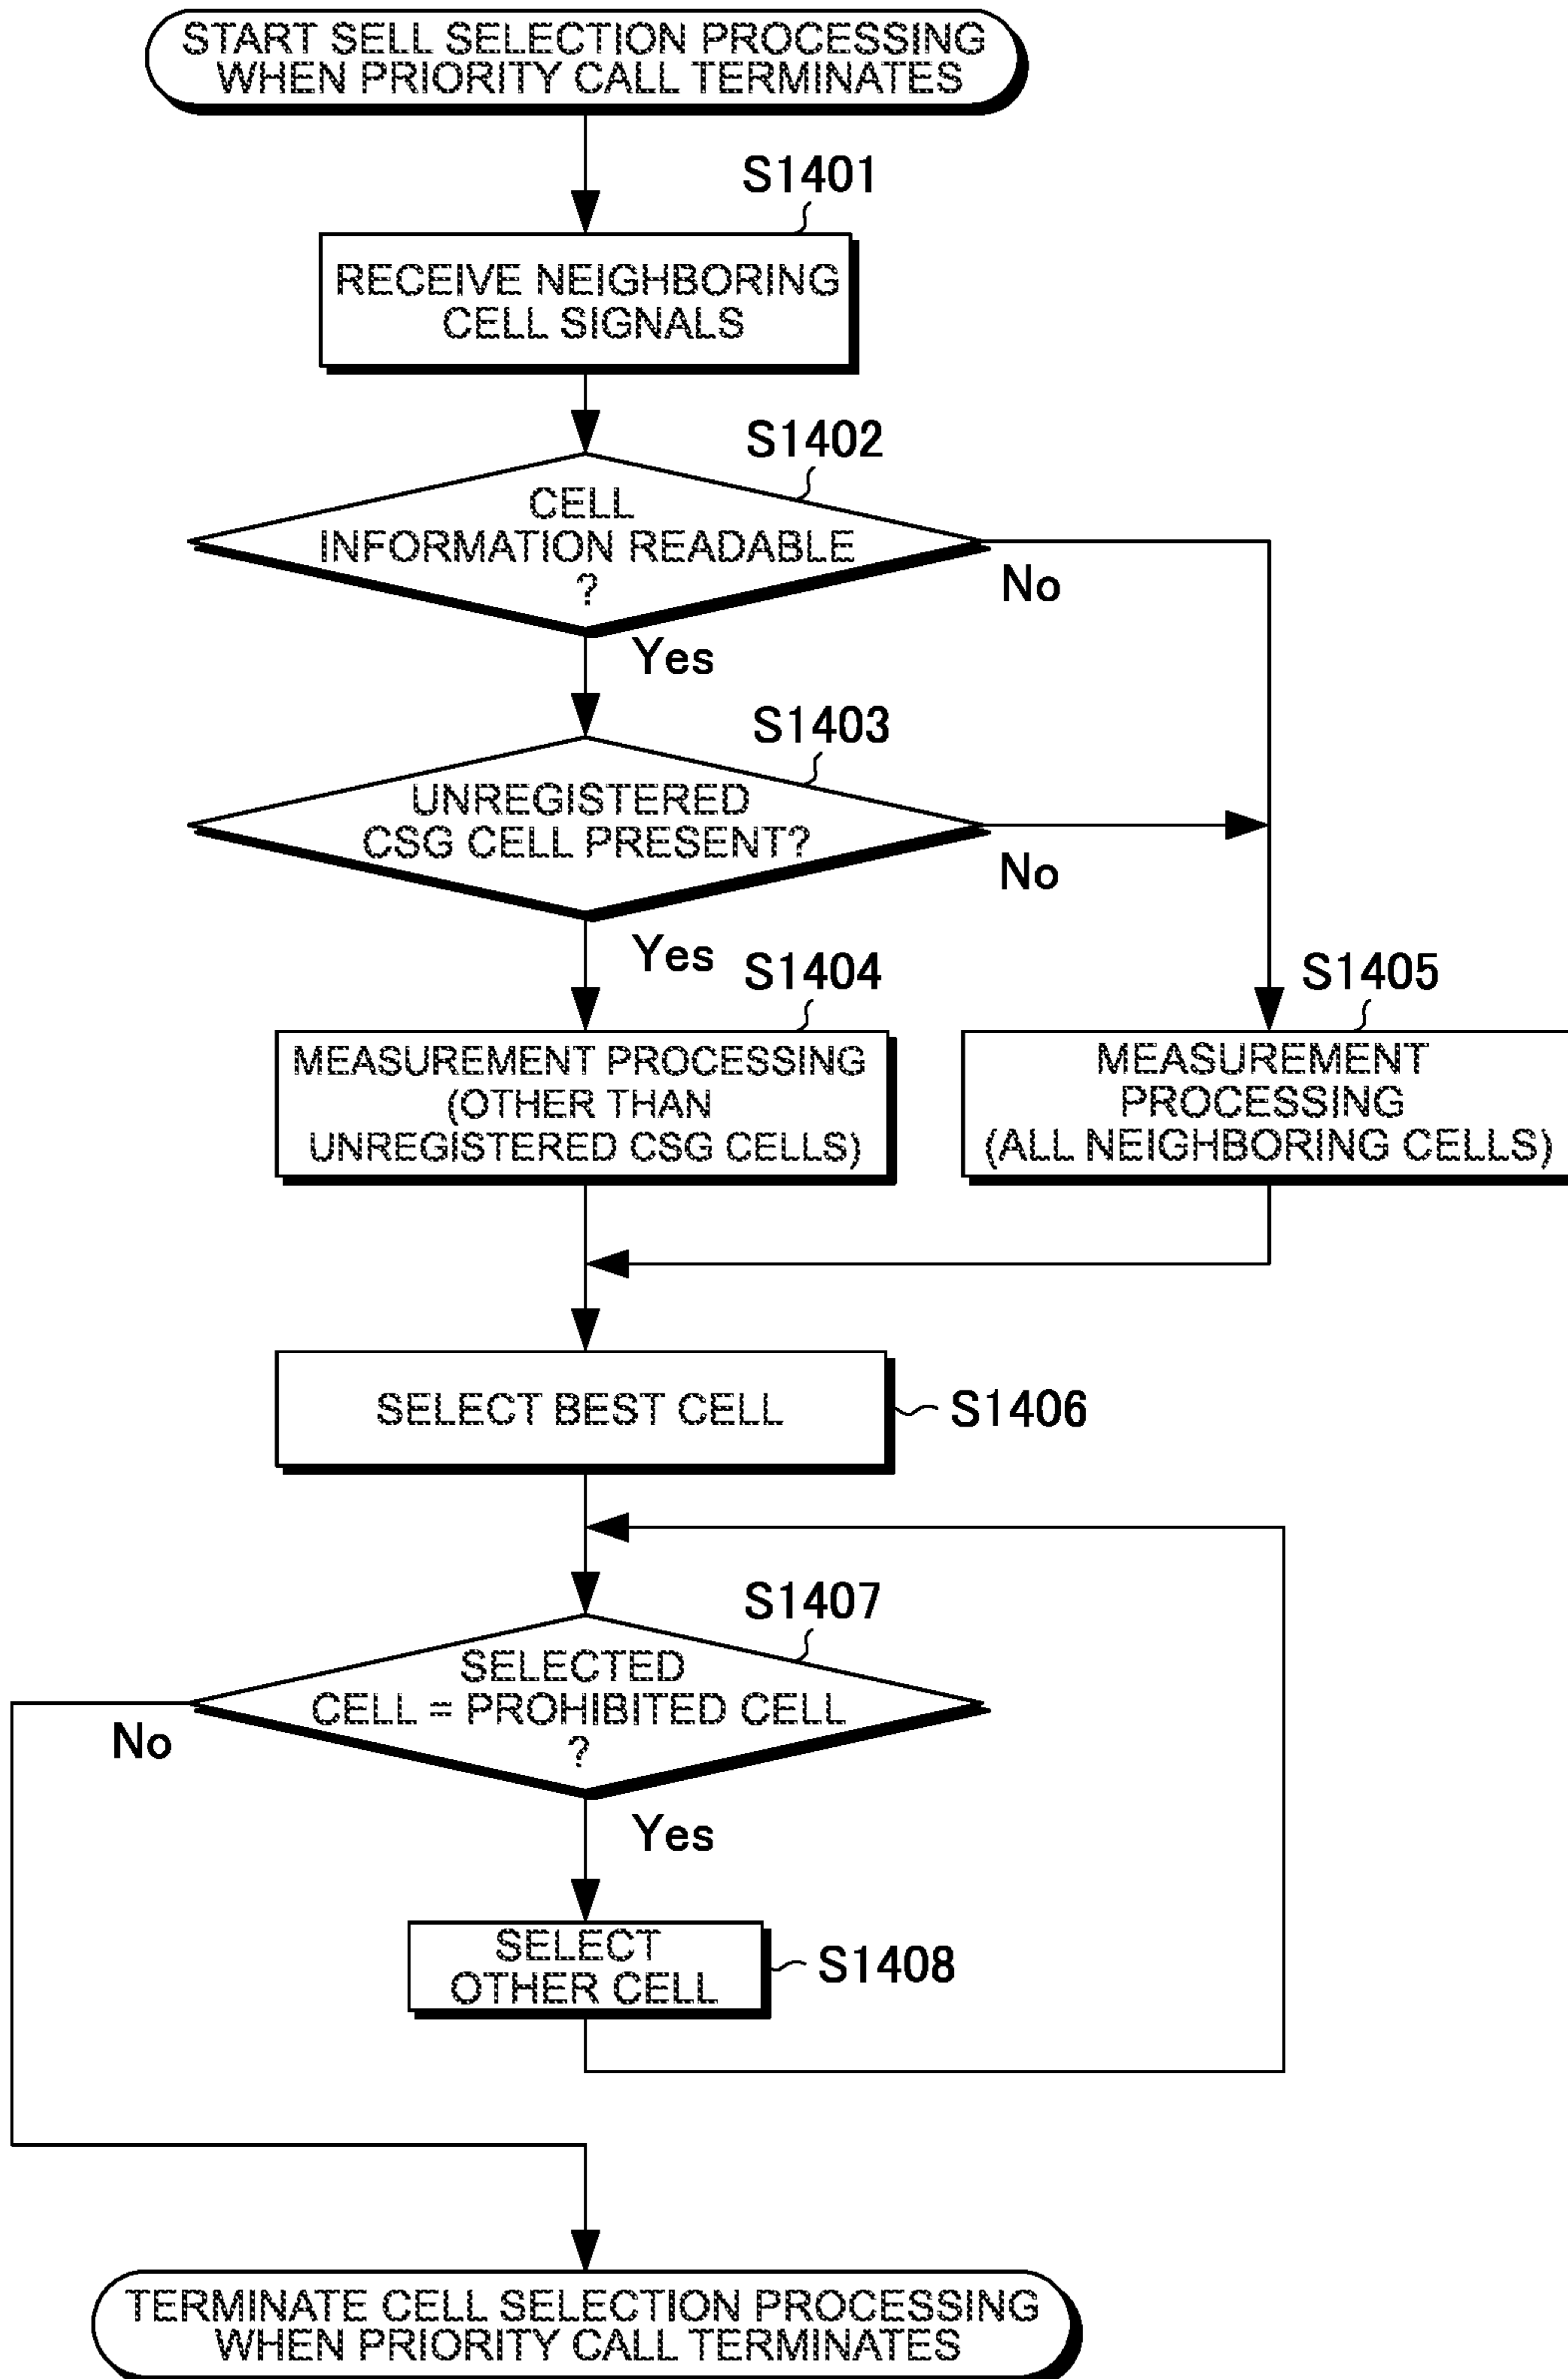 START SELL SELECTION PROCESSING
WHEN PRIORITY CALL TERMINATES
S1401
RECEIVE NEIGHBORING
CELL SIGNALS
S1402
CELL
INFORMATION READABLE
?
No
Yes
S1403
UNREGISTERED
CSG CELL PRESENT?
No
Yes
S1404
S1405
MEASUREMENT PROCESSING
(OTHER THAN
UNREGISTERED CSG CELLS)
MEASUREMENT
PROCESSING
(ALL NEIGHBORING CELLS)
SELECT BEST CELL
S1406
S1407
SELECTED
CELL = PROHIBITED CELL
?
No
Yes
SELECT
OTHER CELL
S1408
TERMINATE CELL SELECTION PROCESSING
WHEN PRIORITY CALL TERMINATES